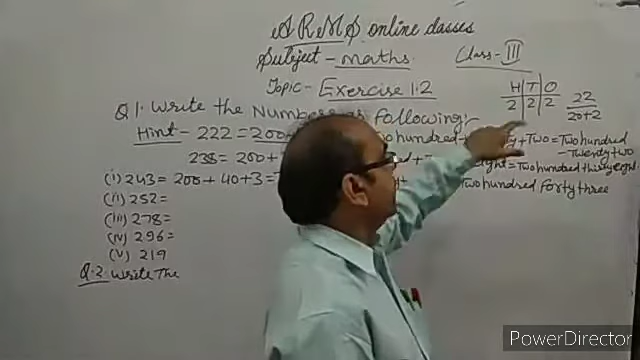 ARMS online classes
Subject - maths Class - III
Topic - Exercise 1.2
H T O
2 2 2
22
20+2
Q1. Write the Numbers as following:-
Hint - 222 = 200+ hundred + Two = Two hundred
- Twenty two
238 = 200+ = Two hundred thirty eight
(i) 243 = 200 + 40 + 3 = Two hundred forty three
(ii) 252 =
(iii) 278 =
(iv) 296 =
(v) 219
Q.2. Write The
PowerDirector